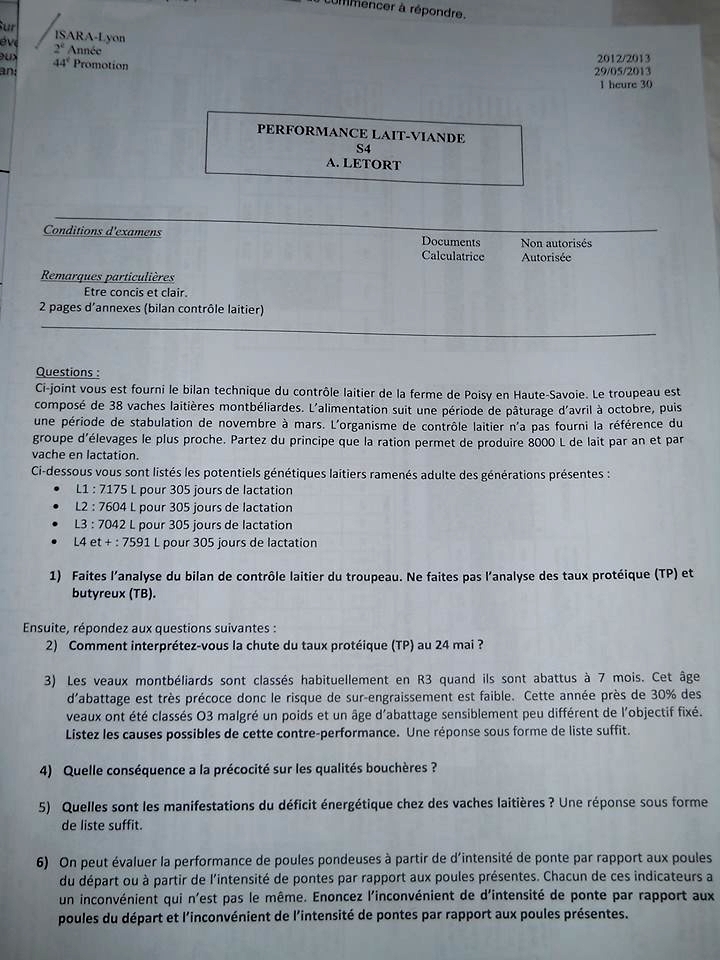 commencer à répondre.
Sur
ISARA-Lyon
2e Année
44e Promotion
2012/2013
29/05/2013
1 heure 30
PERFORMANCE LAIT-VIANDE
S4
A. LETORT
Conditions d'examens
Documents Non autorisés
Calculatrice Autorisée
Remarques particulières
Etre concis et clair.
2 pages d'annexes (bilan contrôle laitier)
Questions :
Ci-joint vous est fourni le bilan technique du contrôle laitier de la ferme de Poisy en Haute-Savoie. Le troupeau est
composé de 38 vaches laitières montbéliardes. L'alimentation suit une période de pâturage d'avril à octobre, puis
une période de stabulation de novembre à mars. L'organisme de contrôle laitier n'a pas fourni la référence du
groupe d'élevages le plus proche. Partez du principe que la ration permet de produire 8000 L de lait par an et par
vache en lactation.
Ci-dessous vous sont listés les potentiels génétiques laitiers ramenés adulte des générations présentes :
• L1 : 7175 L pour 305 jours de lactation
• L2 : 7604 L pour 305 jours de lactation
• L3 : 7042 L pour 305 jours de lactation
• L4 et + : 7591 L pour 305 jours de lactation
1) Faites l'analyse du bilan de contrôle laitier du troupeau. Ne faites pas l'analyse des taux protéique (TP) et
butyreux (TB).
Ensuite, répondez aux questions suivantes :
2) Comment interprétez-vous la chute du taux protéique (TP) au 24 mai ?
3) Les veaux montbéliards sont classés habituellement en R3 quand ils sont abattus à 7 mois. Cet âge
d'abattage est très précoce donc le risque de sur-engraissement est faible. Cette année près de 30% des
veaux ont été classés O3 malgré un poids et un âge d'abattage sensiblement peu différent de l'objectif fixé.
Listez les causes possibles de cette contre-performance. Une réponse sous forme de liste suffit.
4) Quelle conséquence a la précocité sur les qualités bouchères ?
5) Quelles sont les manifestations du déficit énergétique chez des vaches laitières ? Une réponse sous forme
de liste suffit.
6) On peut évaluer la performance de poules pondeuses à partir de d'intensité de ponte par rapport aux poules
du départ ou à partir de l'intensité de pontes par rapport aux poules présentes. Chacun de ces indicateurs a
un inconvénient qui n'est pas le même. Enoncez l'inconvénient de d'intensité de ponte par rapport aux
poules du départ et l'inconvénient de l'intensité de pontes par rapport aux poules présentes.